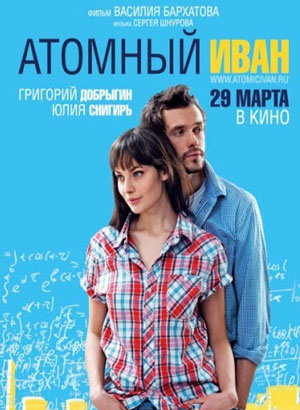 ФИЛЬМ ВАСИЛИЯ БАРХАТОВА
МУЗЫКА СЕРГЕЯ ШНУРОВА
АТОМНЫЙ ИВАН
WWW.ATOMICIVAN.RU
ГРИГОРИЙ ДОБРЫГИН
ЮЛИЯ СНИГИРЬ
29 МАРТА
В КИНО